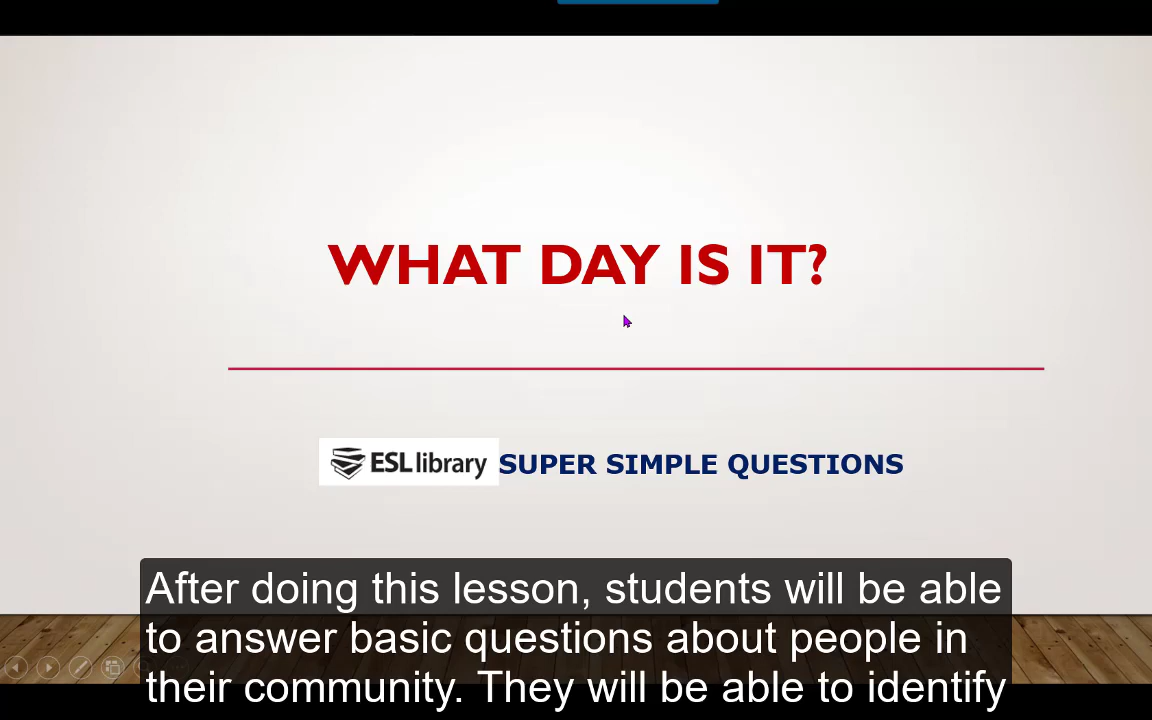 WHAT DAY IS IT?
ESL library SUPER SIMPLE QUESTIONS
After doing this lesson, students will be able
to answer basic questions about people in
their community. They will be able to identify